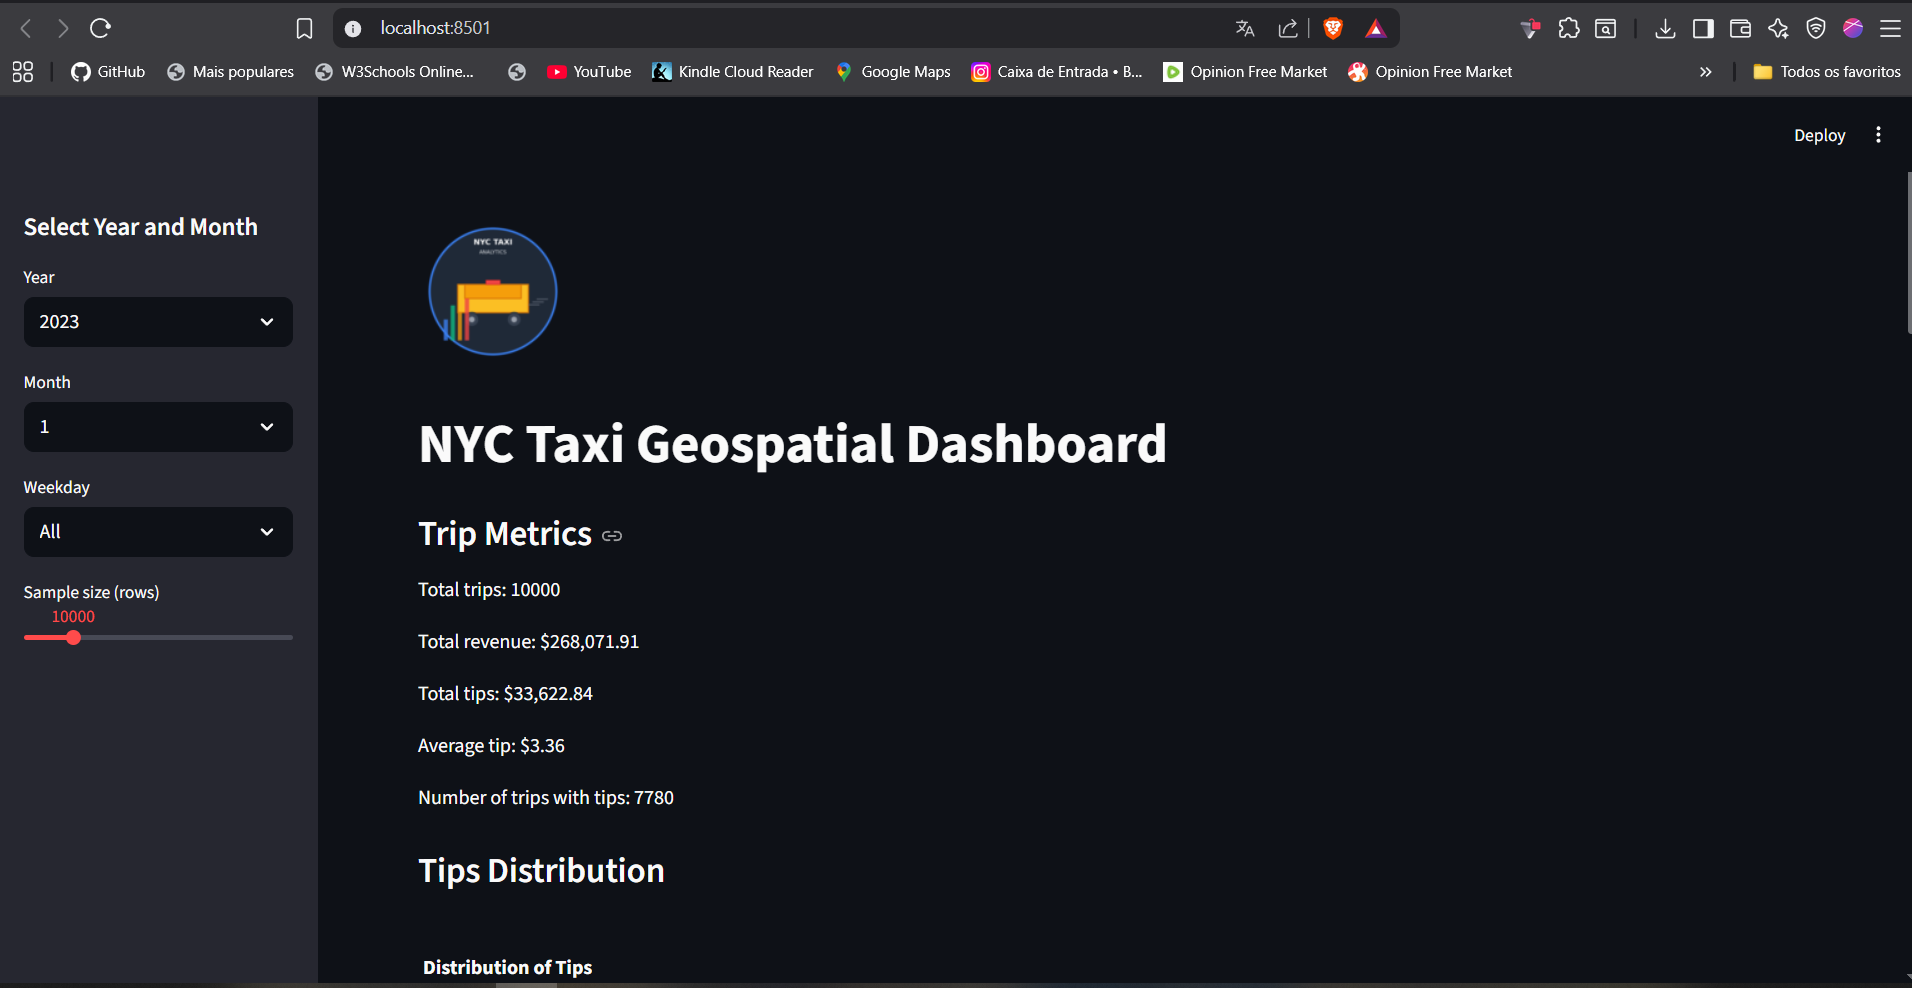 localhost:8501
GitHub
Mais populares
W3Schools Online...
YouTube
Kindle Cloud Reader
Google Maps
Caixa de Entrada • B...
Opinion Free Market
Opinion Free Market
»
Todos os favoritos
Deploy
Select Year and Month
Year
2023
Month
1
Weekday
All
Sample size (rows)
10000
NYC TAXI
ANALYTICS
NYC Taxi Geospatial Dashboard
Trip Metrics
Total trips: 10000
Total revenue: $268,071.91
Total tips: $33,622.84
Average tip: $3.36
Number of trips with tips: 7780
Tips Distribution
Distribution of Tips